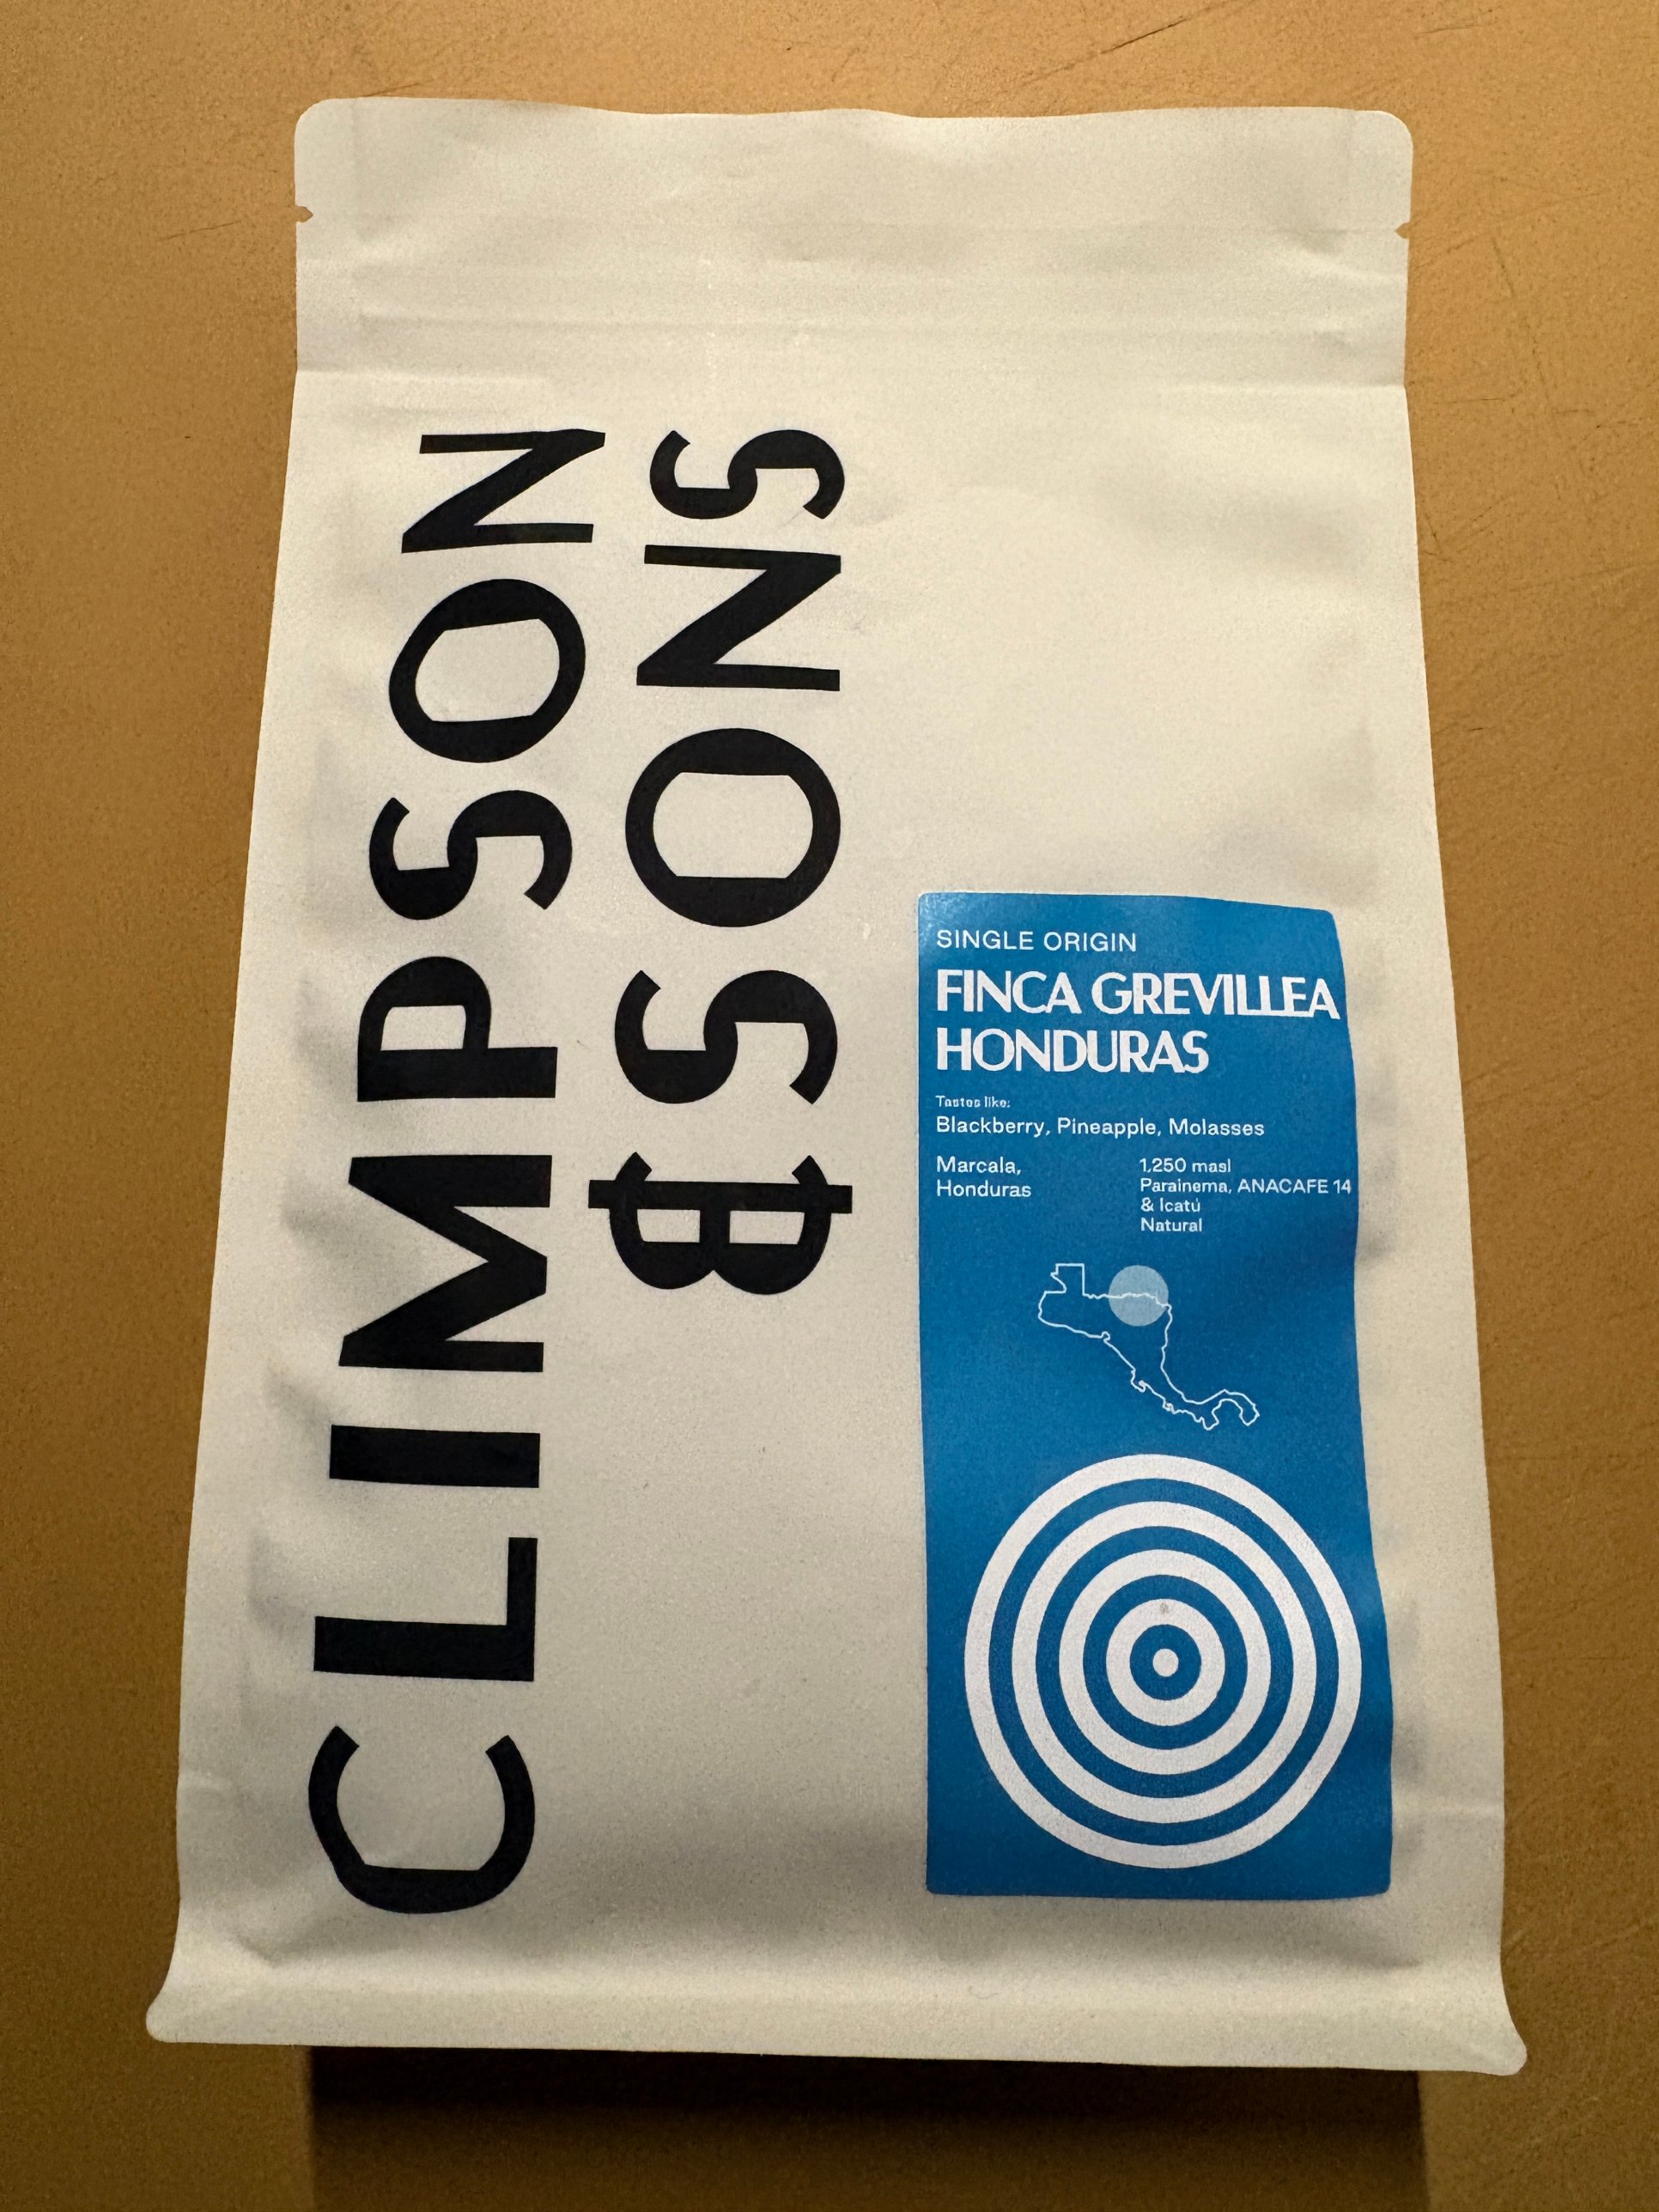 CLIMPSON
& SONS
SINGLE ORIGIN
FINCA GREVILLEA
HONDURAS
Tastes like:
Blackberry, Pineapple, Molasses
Marcala,
Honduras
1,250 masl
Parainema, ANACAFE 14
& Icatú
Natural